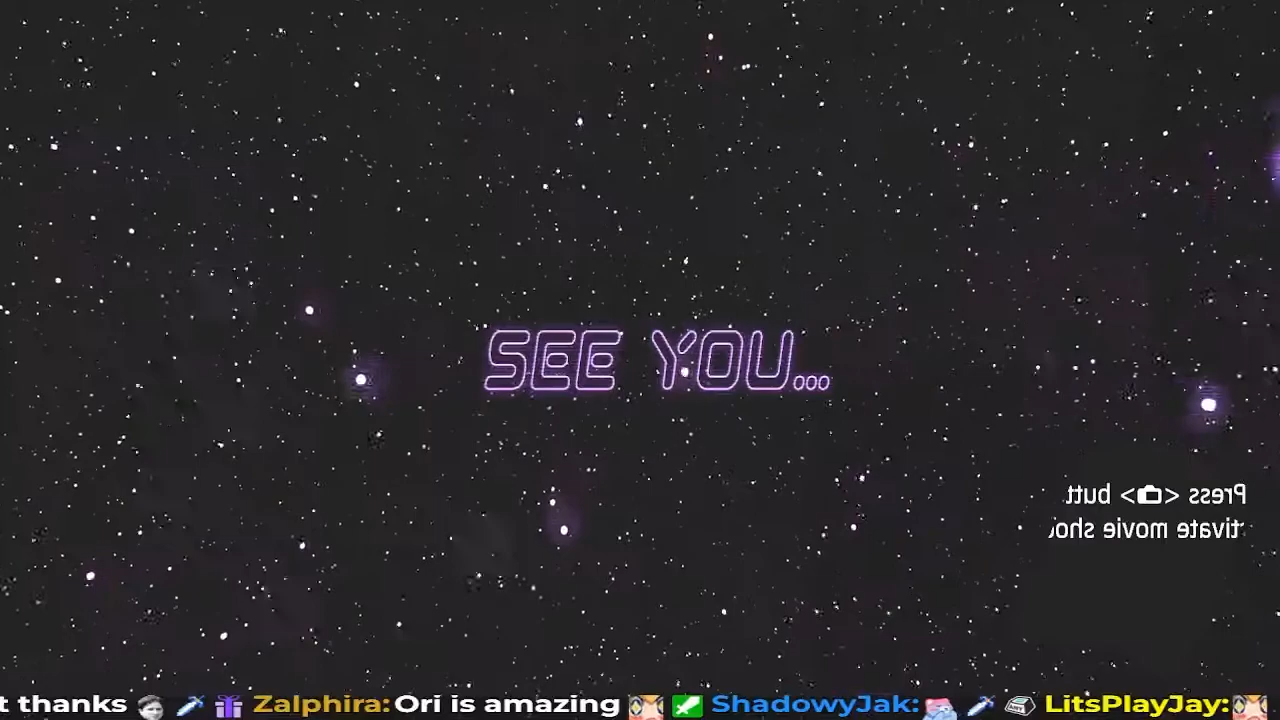 SEE YOU...
Press < > butt
tivate movie sho
t thanks Zalphira: Ori is amazing ShadowyJak: LitsPlayJay: